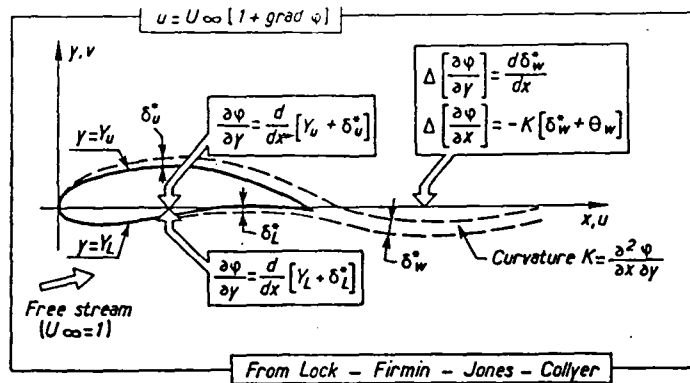 u = U∞ [1 + grad φ]
y,v
δ*u
y=Yu
∂φ/∂y = d/dx [Yu + δ*u]
Δ [∂φ/∂y] = dδ*w/dx
Δ [∂φ/∂x] = -K [δ*w + θw]
x,u
y=YL
δ*L
δ*w
∂φ/∂y = d/dx [YL + δ*L]
Curvature K = ∂²φ/∂x ∂y
Free stream
(U∞=1)
From Lock - Firmin - Jones - Collyer